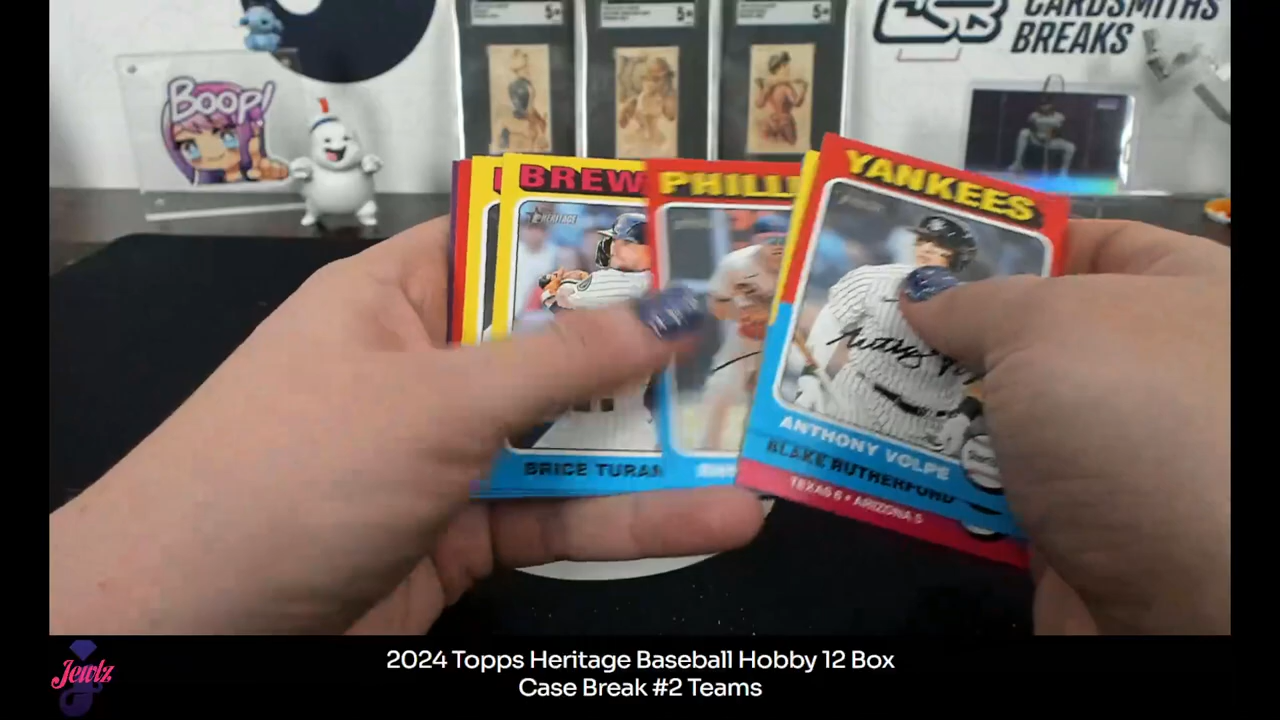 CARDSMITHS
BREAKS
BOOP!
BREW
HERITAGE
BRICE TURAN
PHILLI
YANKEES
ANTHONY VOLPE
BLAKE RUTHERFORD
TEXAS 6 • ARIZONA 5
Jewlz
2024 Topps Heritage Baseball Hobby 12 Box
Case Break #2 Teams